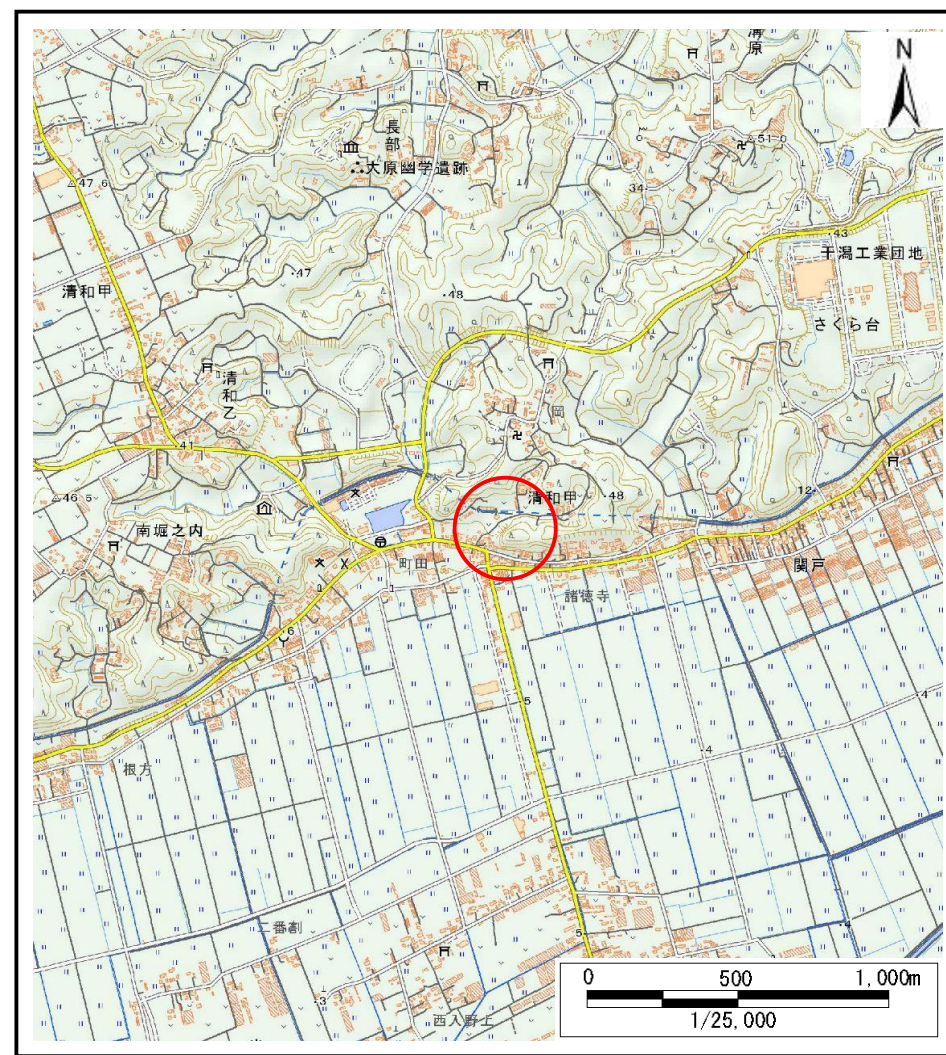 清原
N
長部
大原幽学遺跡
51.0
47.6
34
43
干潟工業団地
47
清和甲
48
さくら台
清和乙
岡
41
46.5
清和甲
48
12
南堀之内
町田
関戸
諸徳寺
6
4
5
4
根方
二番割
4
5
3
西入野上
0 500 1,000m
1/25,000